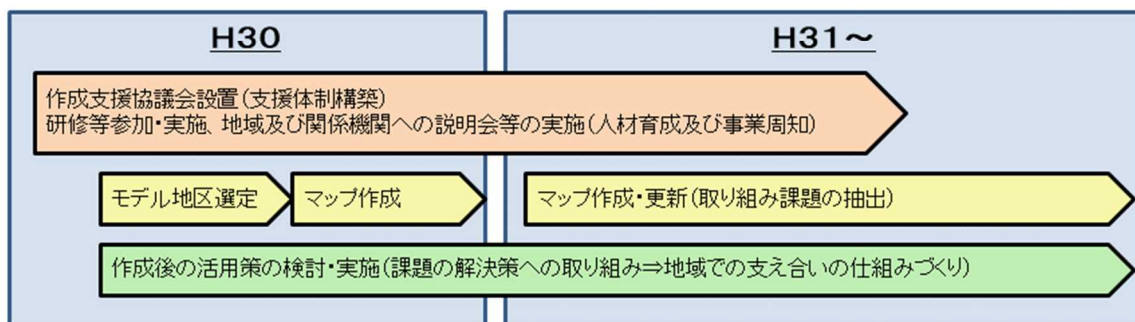 H30
H31～
作成支援協議会設置(支援体制構築)
研修等参加・実施、地域及び関係機関への説明会等の実施(人材育成及び事業周知)
モデル地区選定
マップ作成
マップ作成・更新(取り組み課題の抽出)
作成後の活用策の検討・実施(課題の解決策への取り組み⇒地域での支え合いの仕組みづくり)